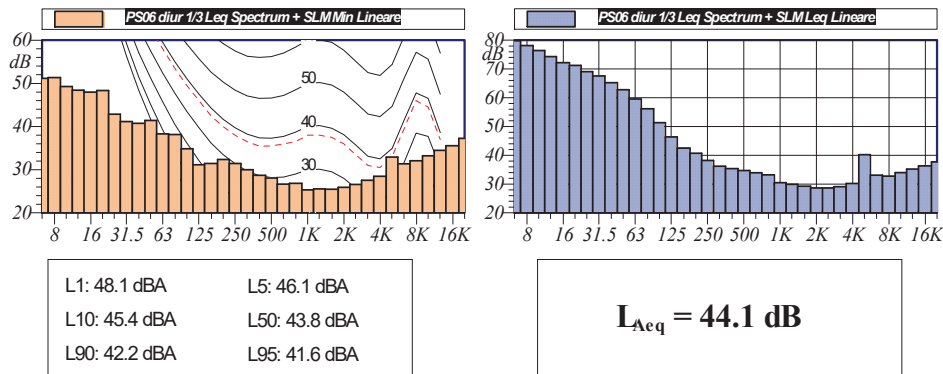 PS06 diur 1/3 Leq Spectrum + SLM Min Lineare
60
dB
50
40
30
20
50
40
30
8 16 31.5 63 125 250 500 1K 2K 4K 8K 16K
PS06 diur 1/3 Leq Spectrum + SLM Leq Lineare
80
dB
70
60
50
40
30
20
8 16 31.5 63 125 250 500 1K 2K 4K 8K 16K
L1: 48.1 dBA L5: 46.1 dBA
L10: 45.4 dBA L50: 43.8 dBA
L90: 42.2 dBA L95: 41.6 dBA
LAeq = 44.1 dB